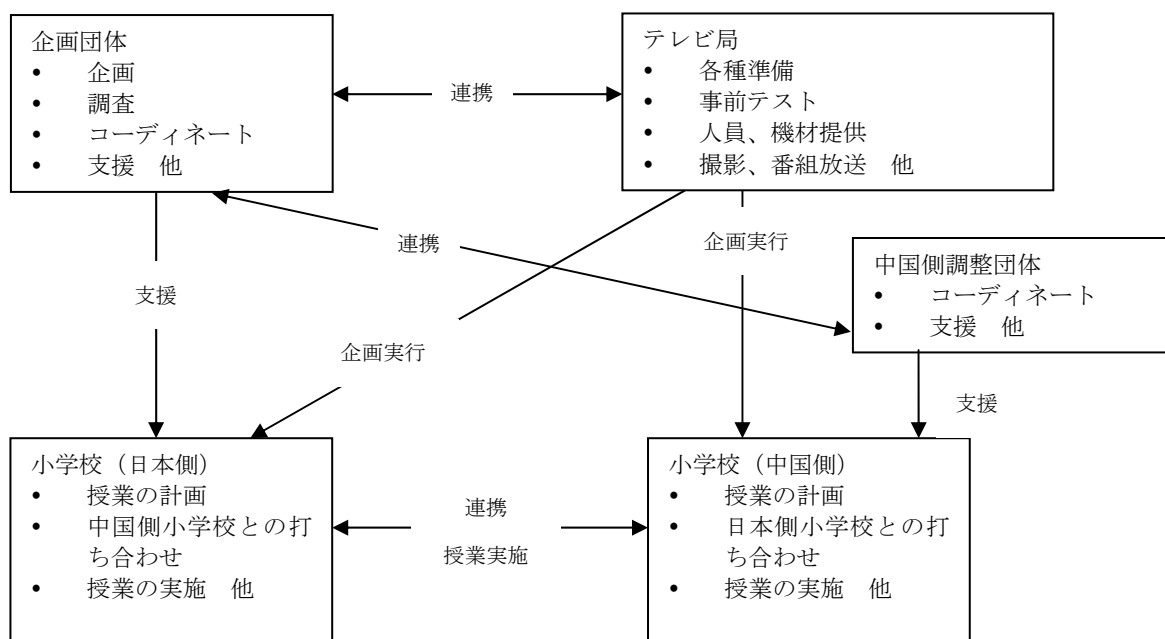 企画団体
• 企画
• 調査
• コーディネート
• 支援　他
連携
テレビ局
• 各種準備
• 事前テスト
• 人員、機材提供
• 撮影、番組放送　他
連携
企画実行
中国側調整団体
• コーディネート
• 支援　他
支援
企画実行
支援
小学校（日本側）
• 授業の計画
• 中国側小学校との打
ち合わせ
• 授業の実施　他
連携
授業実施
小学校（中国側）
• 授業の計画
• 日本側小学校との打
ち合わせ
• 授業の実施　他